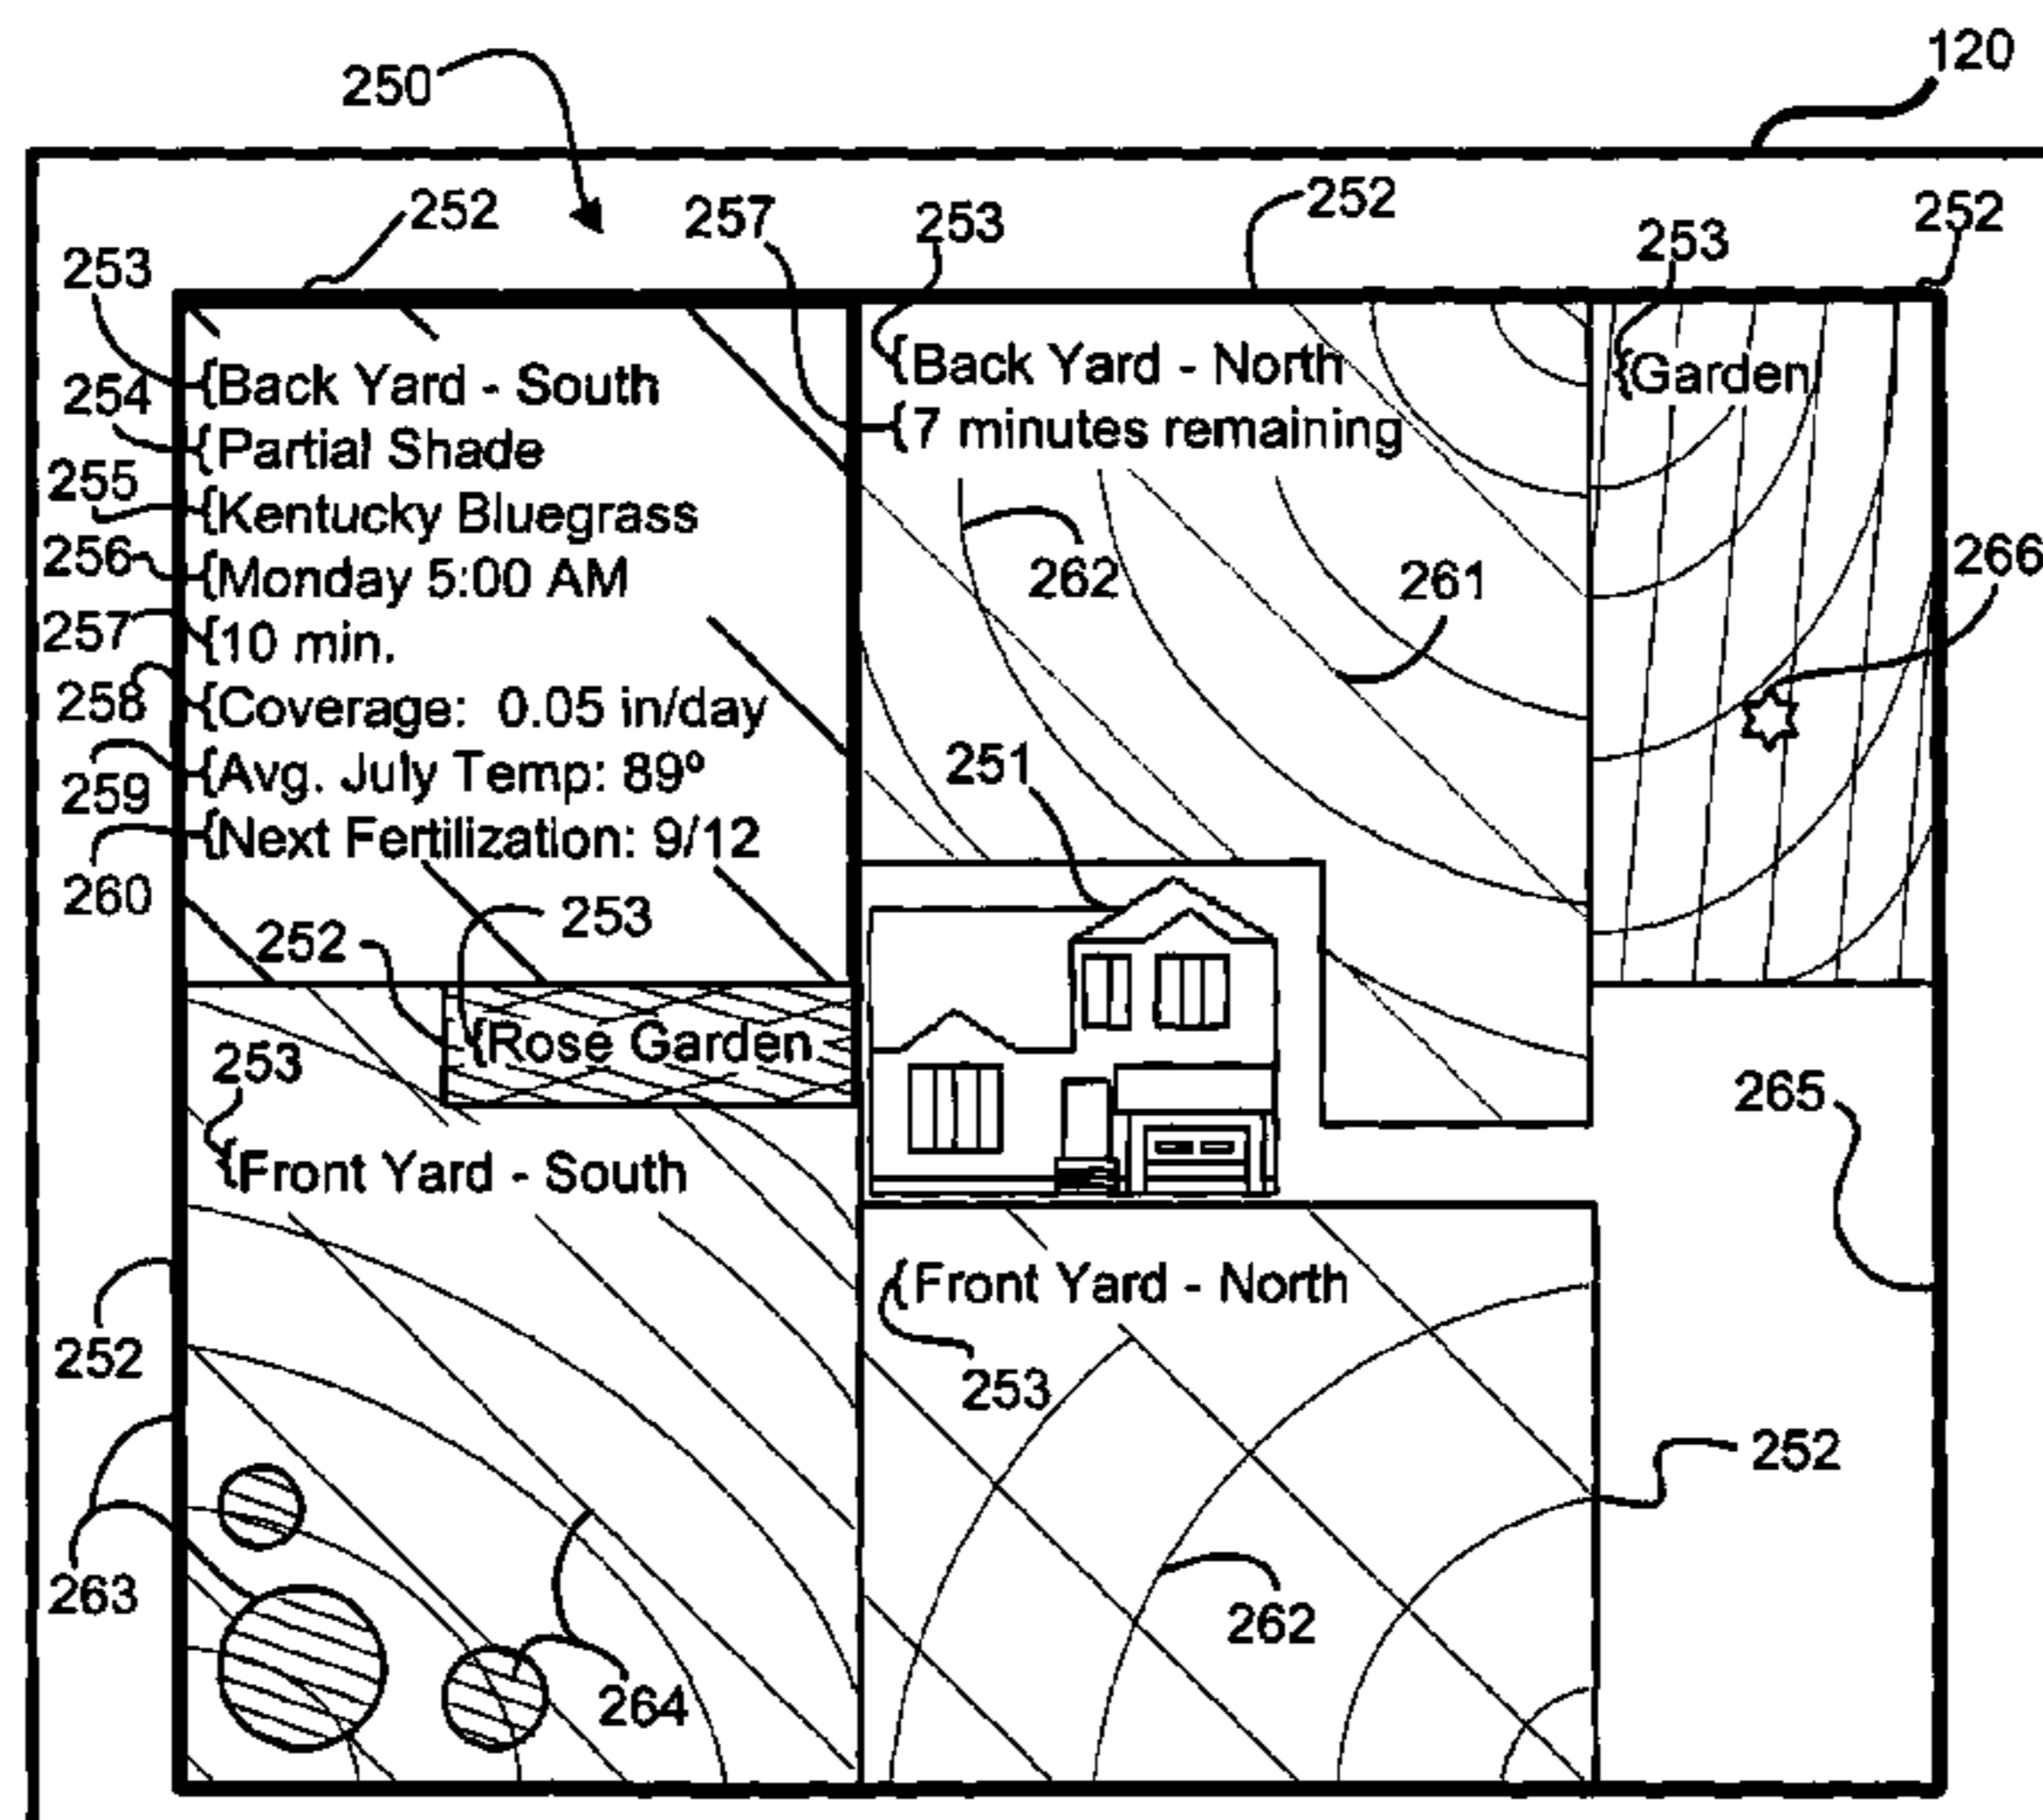 120
250
252
257
253
252
253
252
253
{Back Yard - South
254
{Partial Shade
255
{Kentucky Bluegrass
256
{Monday 5:00 AM
257
{10 min.
258
{Coverage: 0.05 in/day
259
{Avg. July Temp: 89º
{Next Fertilization: 9/12
260
{Back Yard - North
{7 minutes remaining
{Garden
262
261
266
251
252
253
{Rose Garden
253
{Front Yard - South
265
{Front Yard - North
253
252
252
263
264
262